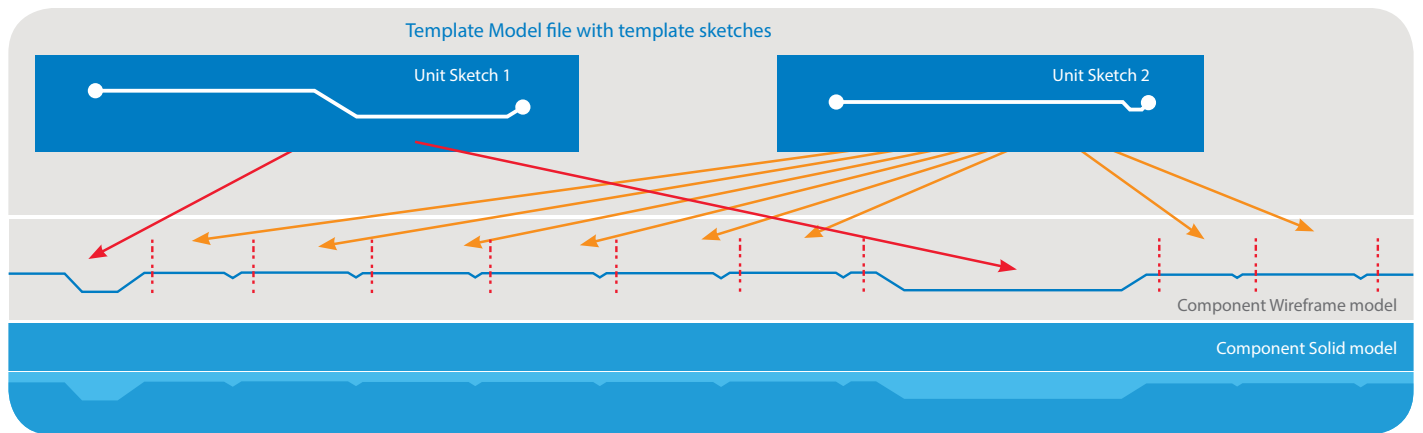 Template Model file with template sketches
Unit Sketch 1
Unit Sketch 2
Component Wireframe model
Component Solid model